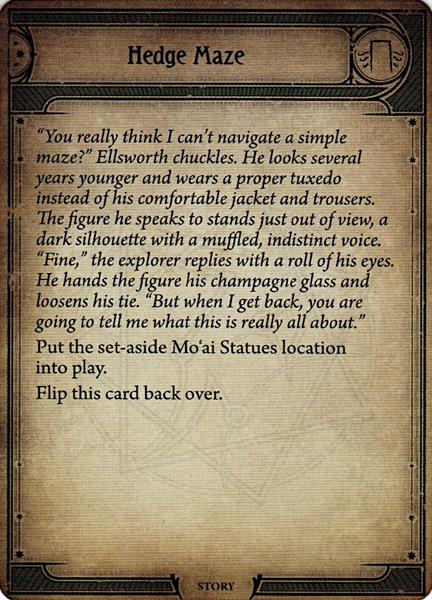 Hedge Maze
“You really think I can’t navigate a simple
maze?” Ellsworth chuckles. He looks several
years younger and wears a proper tuxedo
instead of his comfortable jacket and trousers.
The figure he speaks to stands just out of view, a
dark silhouette with a muffled, indistinct voice.
“Fine,” the explorer replies with a roll of his eyes.
He hands the figure his champagne glass and
loosens his tie. “But when I get back, you are
going to tell me what this is really all about.”
Put the set-aside Mo‘ai Statues location
into play.
Flip this card back over.
STORY